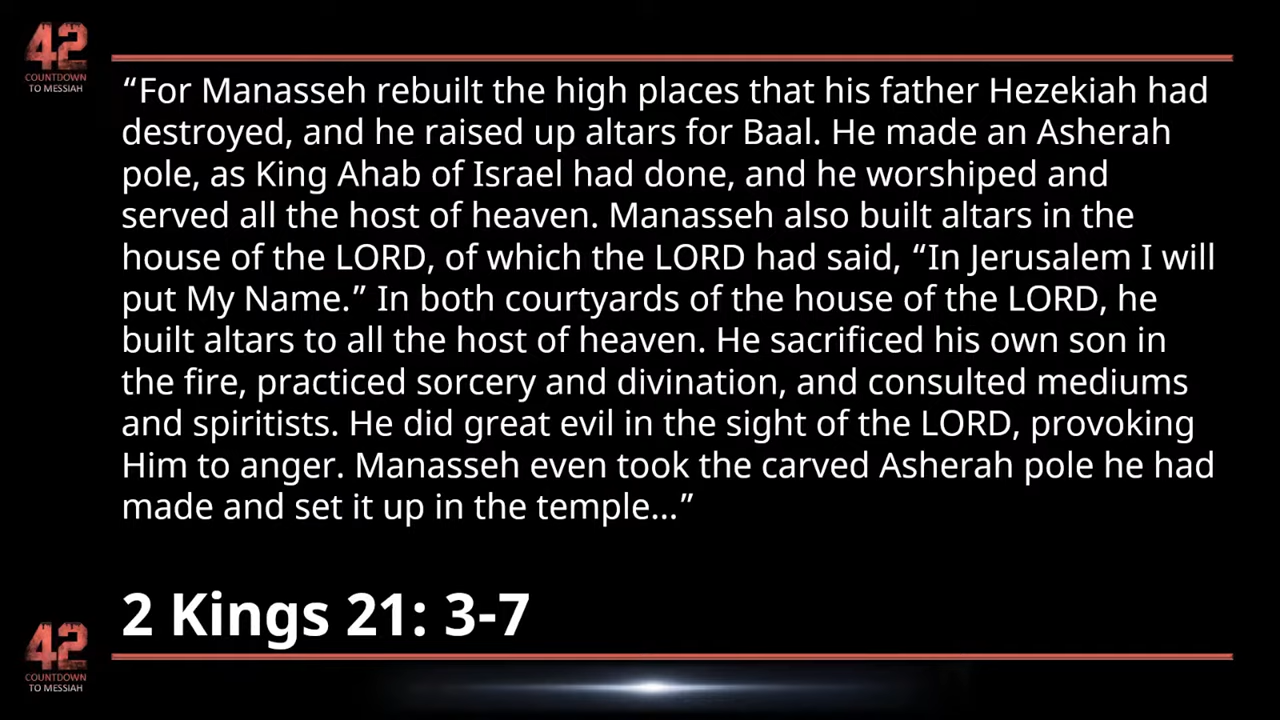 42
COUNTDOWN
TO MESSIAH
“For Manasseh rebuilt the high places that his father Hezekiah had
destroyed, and he raised up altars for Baal. He made an Asherah
pole, as King Ahab of Israel had done, and he worshiped and
served all the host of heaven. Manasseh also built altars in the
house of the LORD, of which the LORD had said, “In Jerusalem I will
put My Name.” In both courtyards of the house of the LORD, he
built altars to all the host of heaven. He sacrificed his own son in
the fire, practiced sorcery and divination, and consulted mediums
and spiritists. He did great evil in the sight of the LORD, provoking
Him to anger. Manasseh even took the carved Asherah pole he had
made and set it up in the temple...”
2 Kings 21: 3-7
42
COUNTDOWN
TO MESSIAH